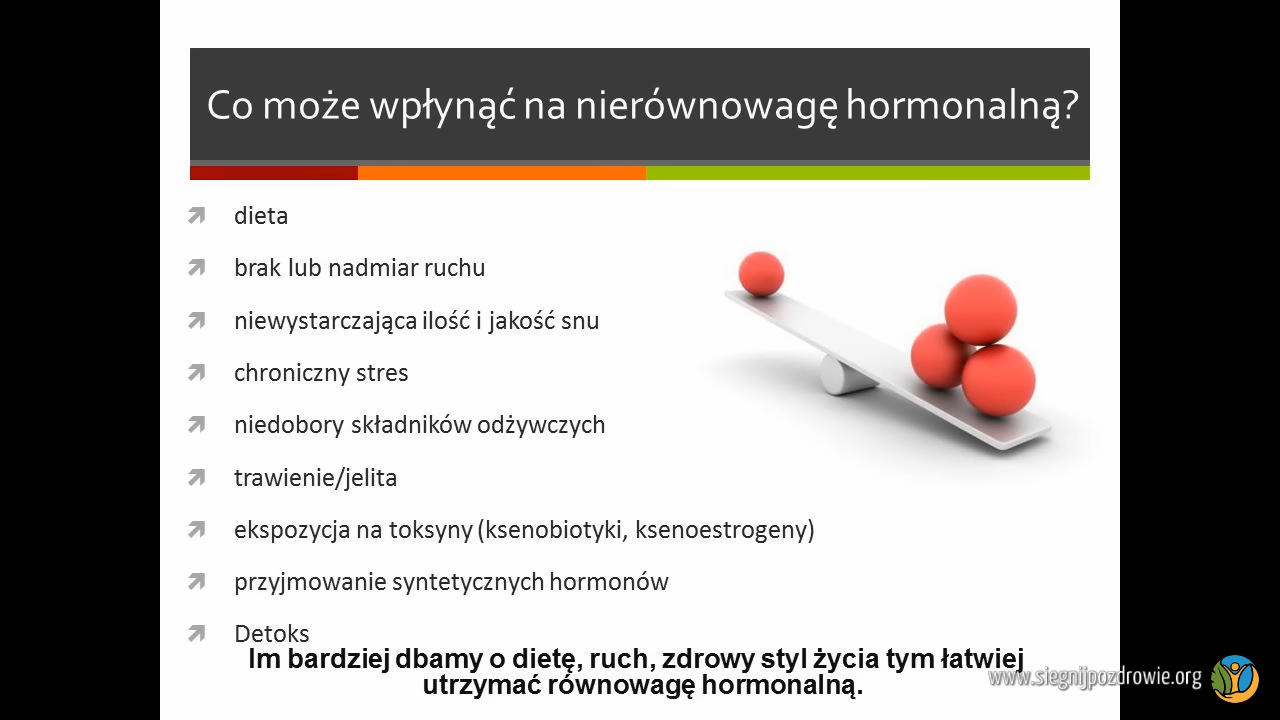 Co może wpłynąć na nierównowagę hormonalną?
dieta
brak lub nadmiar ruchu
niewystarczająca ilość i jakość snu
chroniczny stres
niedobory składników odżywczych
trawienie/jelita
ekspozycja na toksyny (ksenobiotyki, ksenoestrogeny)
przyjmowanie syntetycznych hormonów
Detoks
Im bardziej dbamy o dietę, ruch, zdrowy styl życia tym łatwiej
utrzymać równowagę hormonalną.
www.siegnijpozdrowie.org